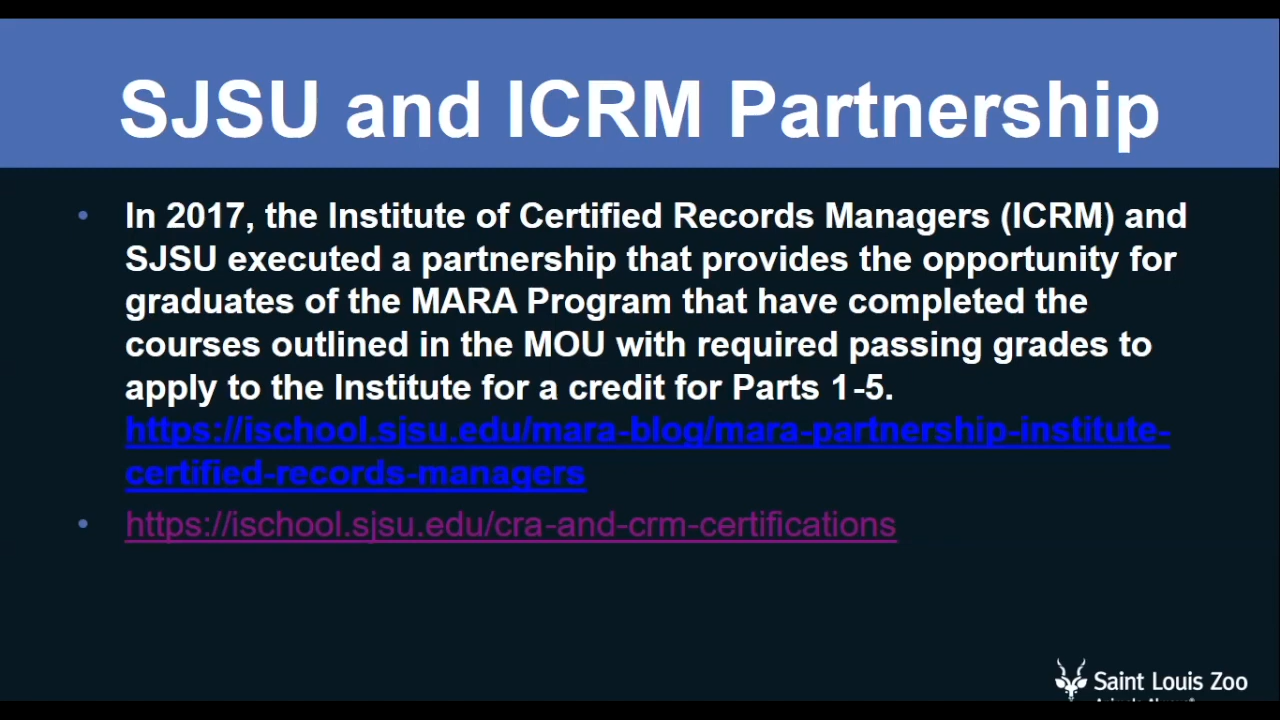 SJSU and ICRM Partnership
• In 2017, the Institute of Certified Records Managers (ICRM) and
SJSU executed a partnership that provides the opportunity for
graduates of the MARA Program that have completed the
courses outlined in the MOU with required passing grades to
apply to the Institute for a credit for Parts 1-5.
https://ischool.sjsu.edu/mara-blog/mara-partnership-institute-
certified-records-managers
• https://ischool.sjsu.edu/cra-and-crm-certifications
Saint Louis Zoo